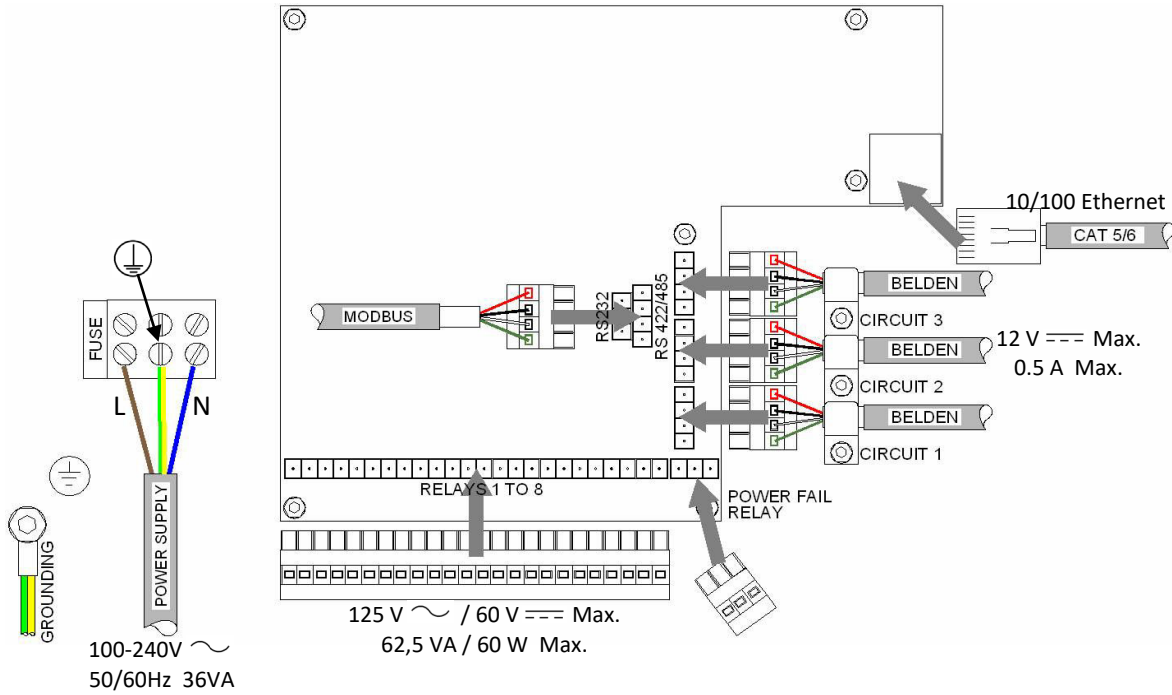 10/100 Ethernet
CAT 5/6
BELDEN
CIRCUIT 3
MODBUS
RS232
RS 422/485
BELDEN
CIRCUIT 2
12 V ⎓ Max.
0.5 A Max.
BELDEN
CIRCUIT 1
FUSE
L
N
POWER SUPPLY
GROUNDING
100-240V ～
50/60Hz 36VA
RELAYS 1 TO 8
POWER FAIL
RELAY
125 V ～ / 60 V ⎓ Max.
62,5 VA / 60 W Max.